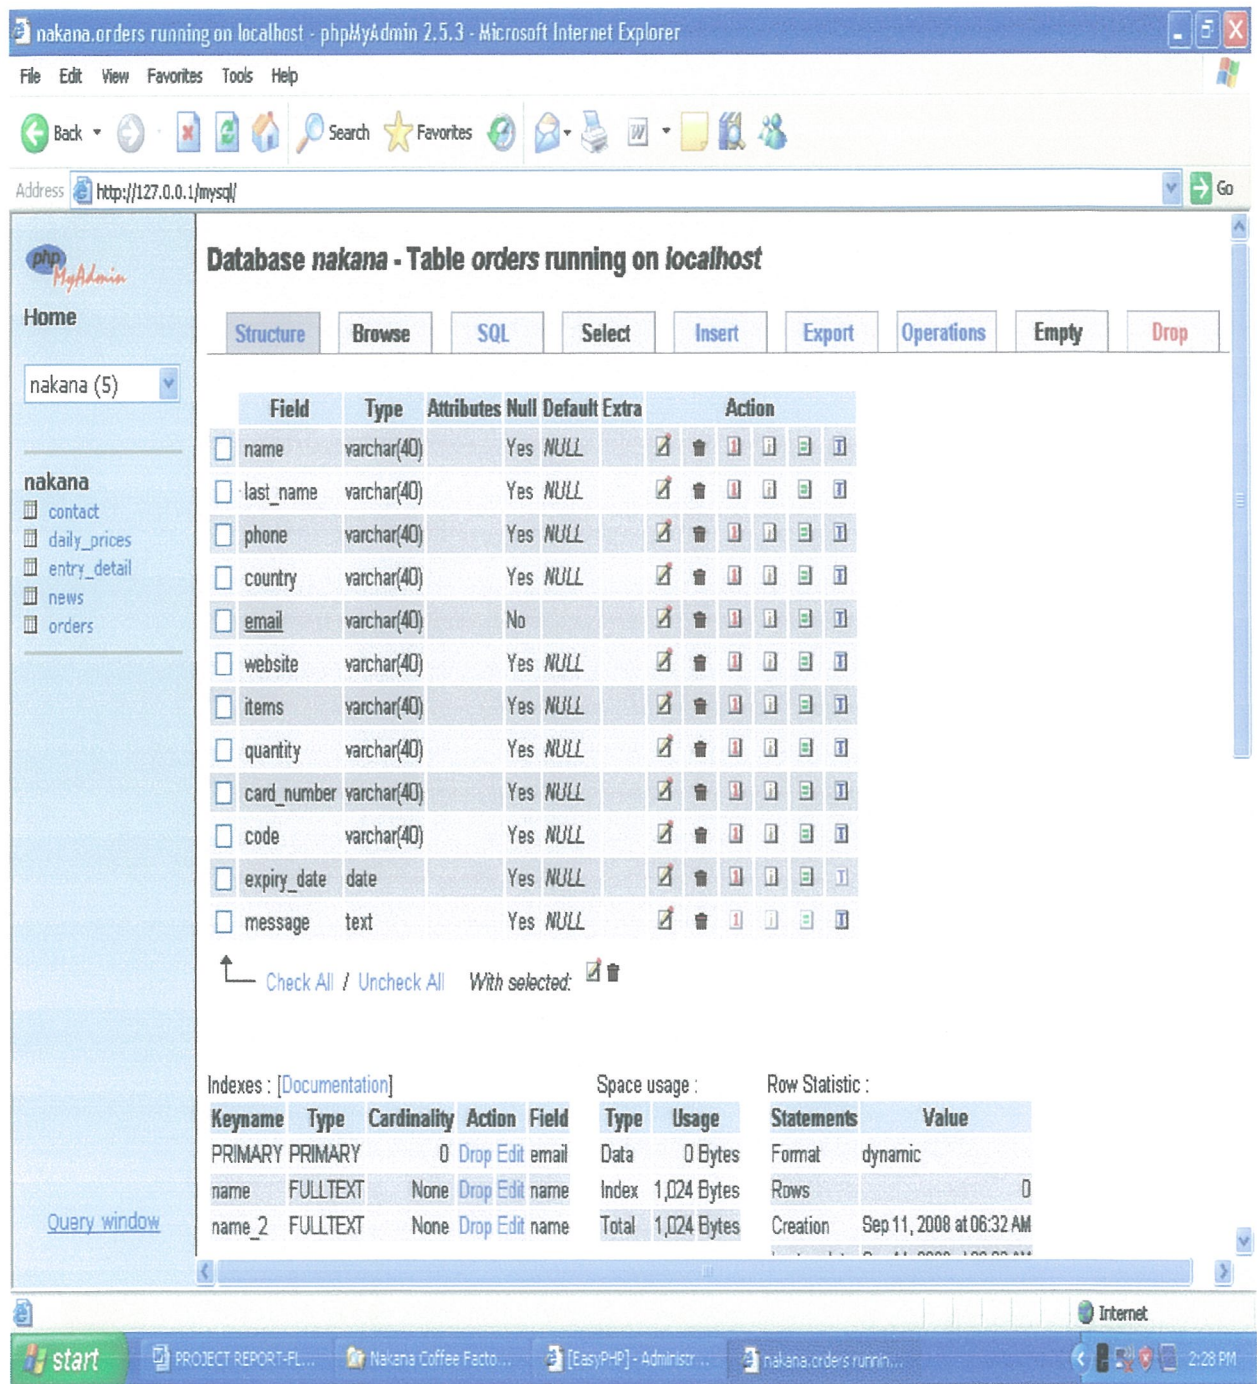 nakana.orders running on localhost - phpMyAdmin 2.5.3 - Microsoft Internet Explorer
File Edit View Favorites Tools Help
Back Search Favorites
Address http://127.0.0.1/mysql/ Go
php
MyAdmin
Home
nakana (5)
nakana
contact
daily_prices
entry_detail
news
orders
Query window
Database nakana - Table orders running on localhost
Structure Browse SQL Select Insert Export Operations Empty Drop
Field Type Attributes Null Default Extra Action
name varchar(40) Yes NULL
last_name varchar(40) Yes NULL
phone varchar(40) Yes NULL
country varchar(40) Yes NULL
email varchar(40) No
website varchar(40) Yes NULL
items varchar(40) Yes NULL
quantity varchar(40) Yes NULL
card_number varchar(40) Yes NULL
code varchar(40) Yes NULL
expiry_date date Yes NULL
message text Yes NULL
Check All / Uncheck All With selected:
Indexes : [Documentation]
Keyname Type Cardinality Action Field
PRIMARY PRIMARY 0 Drop Edit email
name FULLTEXT None Drop Edit name
name_2 FULLTEXT None Drop Edit name
Space usage :
Type Usage
Data 0 Bytes
Index 1,024 Bytes
Total 1,024 Bytes
Row Statistic :
Statements Value
Format dynamic
Rows 0
Creation Sep 11, 2008 at 06:32 AM
Internet
start PROJECT REPORT-FL... Nakana Coffee Facto... [EasyPHP] - Administr... nakana.orders runnin... 2:28 PM